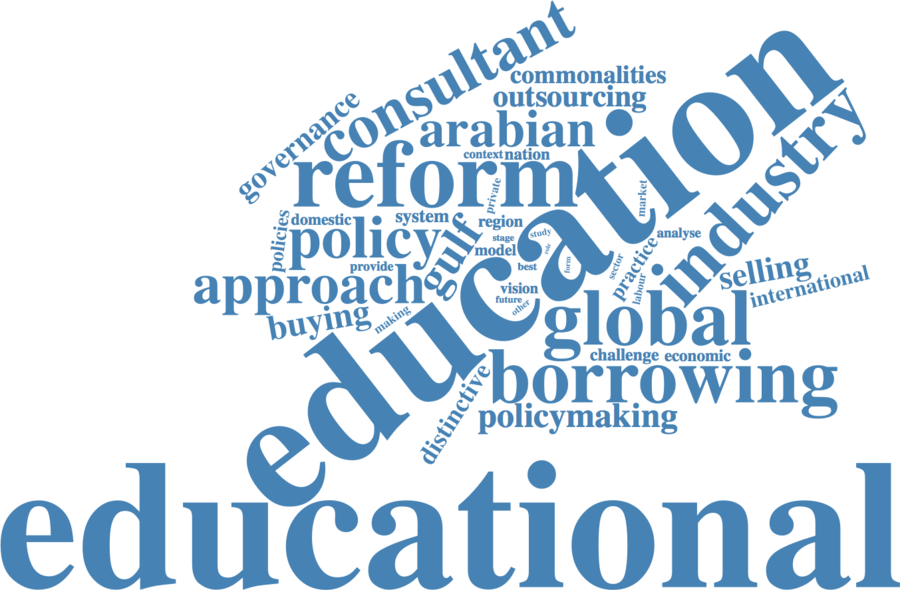 consultant
governance
commonalities
outsourcing
arabian
education
context
nation
reform
industry
private
market
policies
domestic
system
region
study
policy
gulf
stage
role
analyse
model
practice
provide
best
form
sector
selling
approach
vision
labour
international
future
other
buying
making
global
challenge
economic
borrowing
distinctive
policymaking
educational